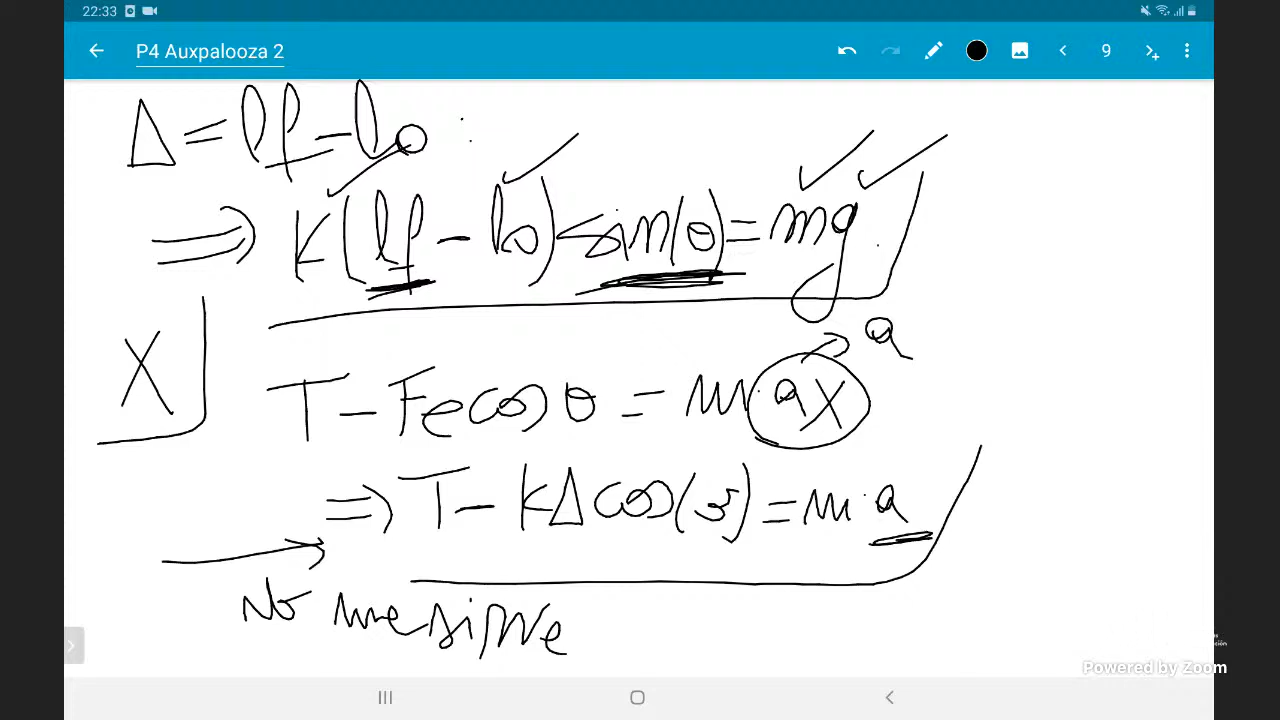 22:33
P4 Auxpalooza 2
9
Δ = lf - lo
⇒ K(lf - lo) sin(θ) = mg
a
X
T - Fe cos θ = m ax
⇒ T - KΔ cos(3) = m·a
No me sirve
Powered by Zoom